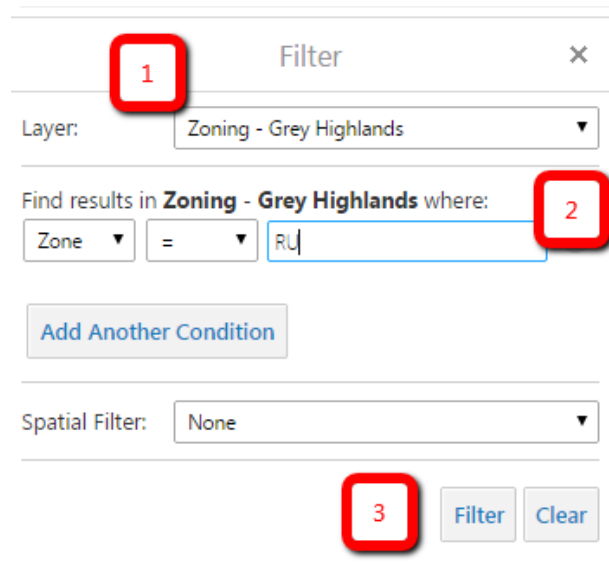 1
Filter ×
Layer: Zoning - Grey Highlands
Find results in Zoning - Grey Highlands where:
2
Zone = RU
Add Another Condition
Spatial Filter: None
3
Filter Clear